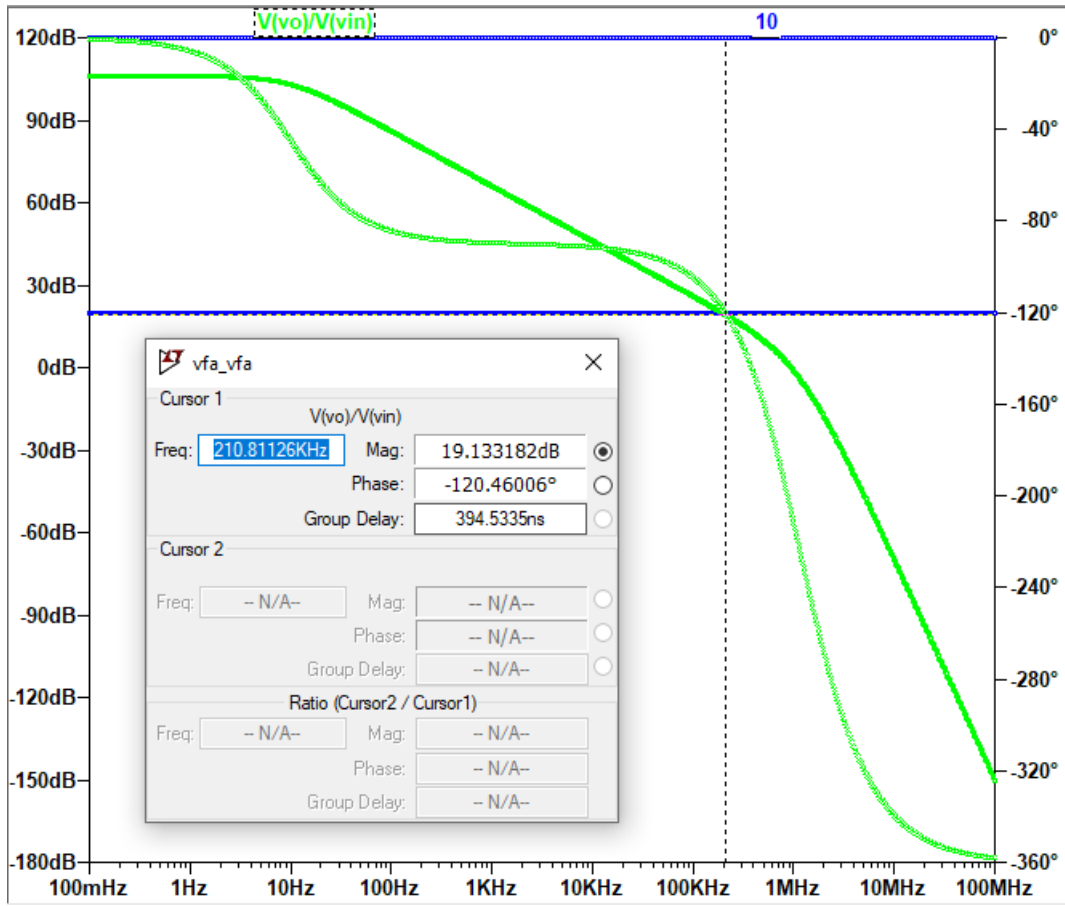 V(vo)/V(vin) 10
120dB 0°
90dB -40°
60dB -80°
30dB -120°
0dB -160°
-30dB -200°
-60dB -240°
-90dB -280°
-120dB -320°
-150dB -360°
-180dB
100mHz 1Hz 10Hz 100Hz 1KHz 10KHz 100KHz 1MHz 10MHz 100MHz
vfa_vfa
Cursor 1
V(vo)/V(vin)
Freq: 210.81126KHz Mag: 19.133182dB
Phase: -120.46006°
Group Delay: 394.5335ns
Cursor 2
Freq: -- N/A-- Mag: -- N/A--
Phase: -- N/A--
Group Delay: -- N/A--
Ratio (Cursor2 / Cursor1)
Freq: -- N/A-- Mag: -- N/A--
Phase: -- N/A--
Group Delay: -- N/A--